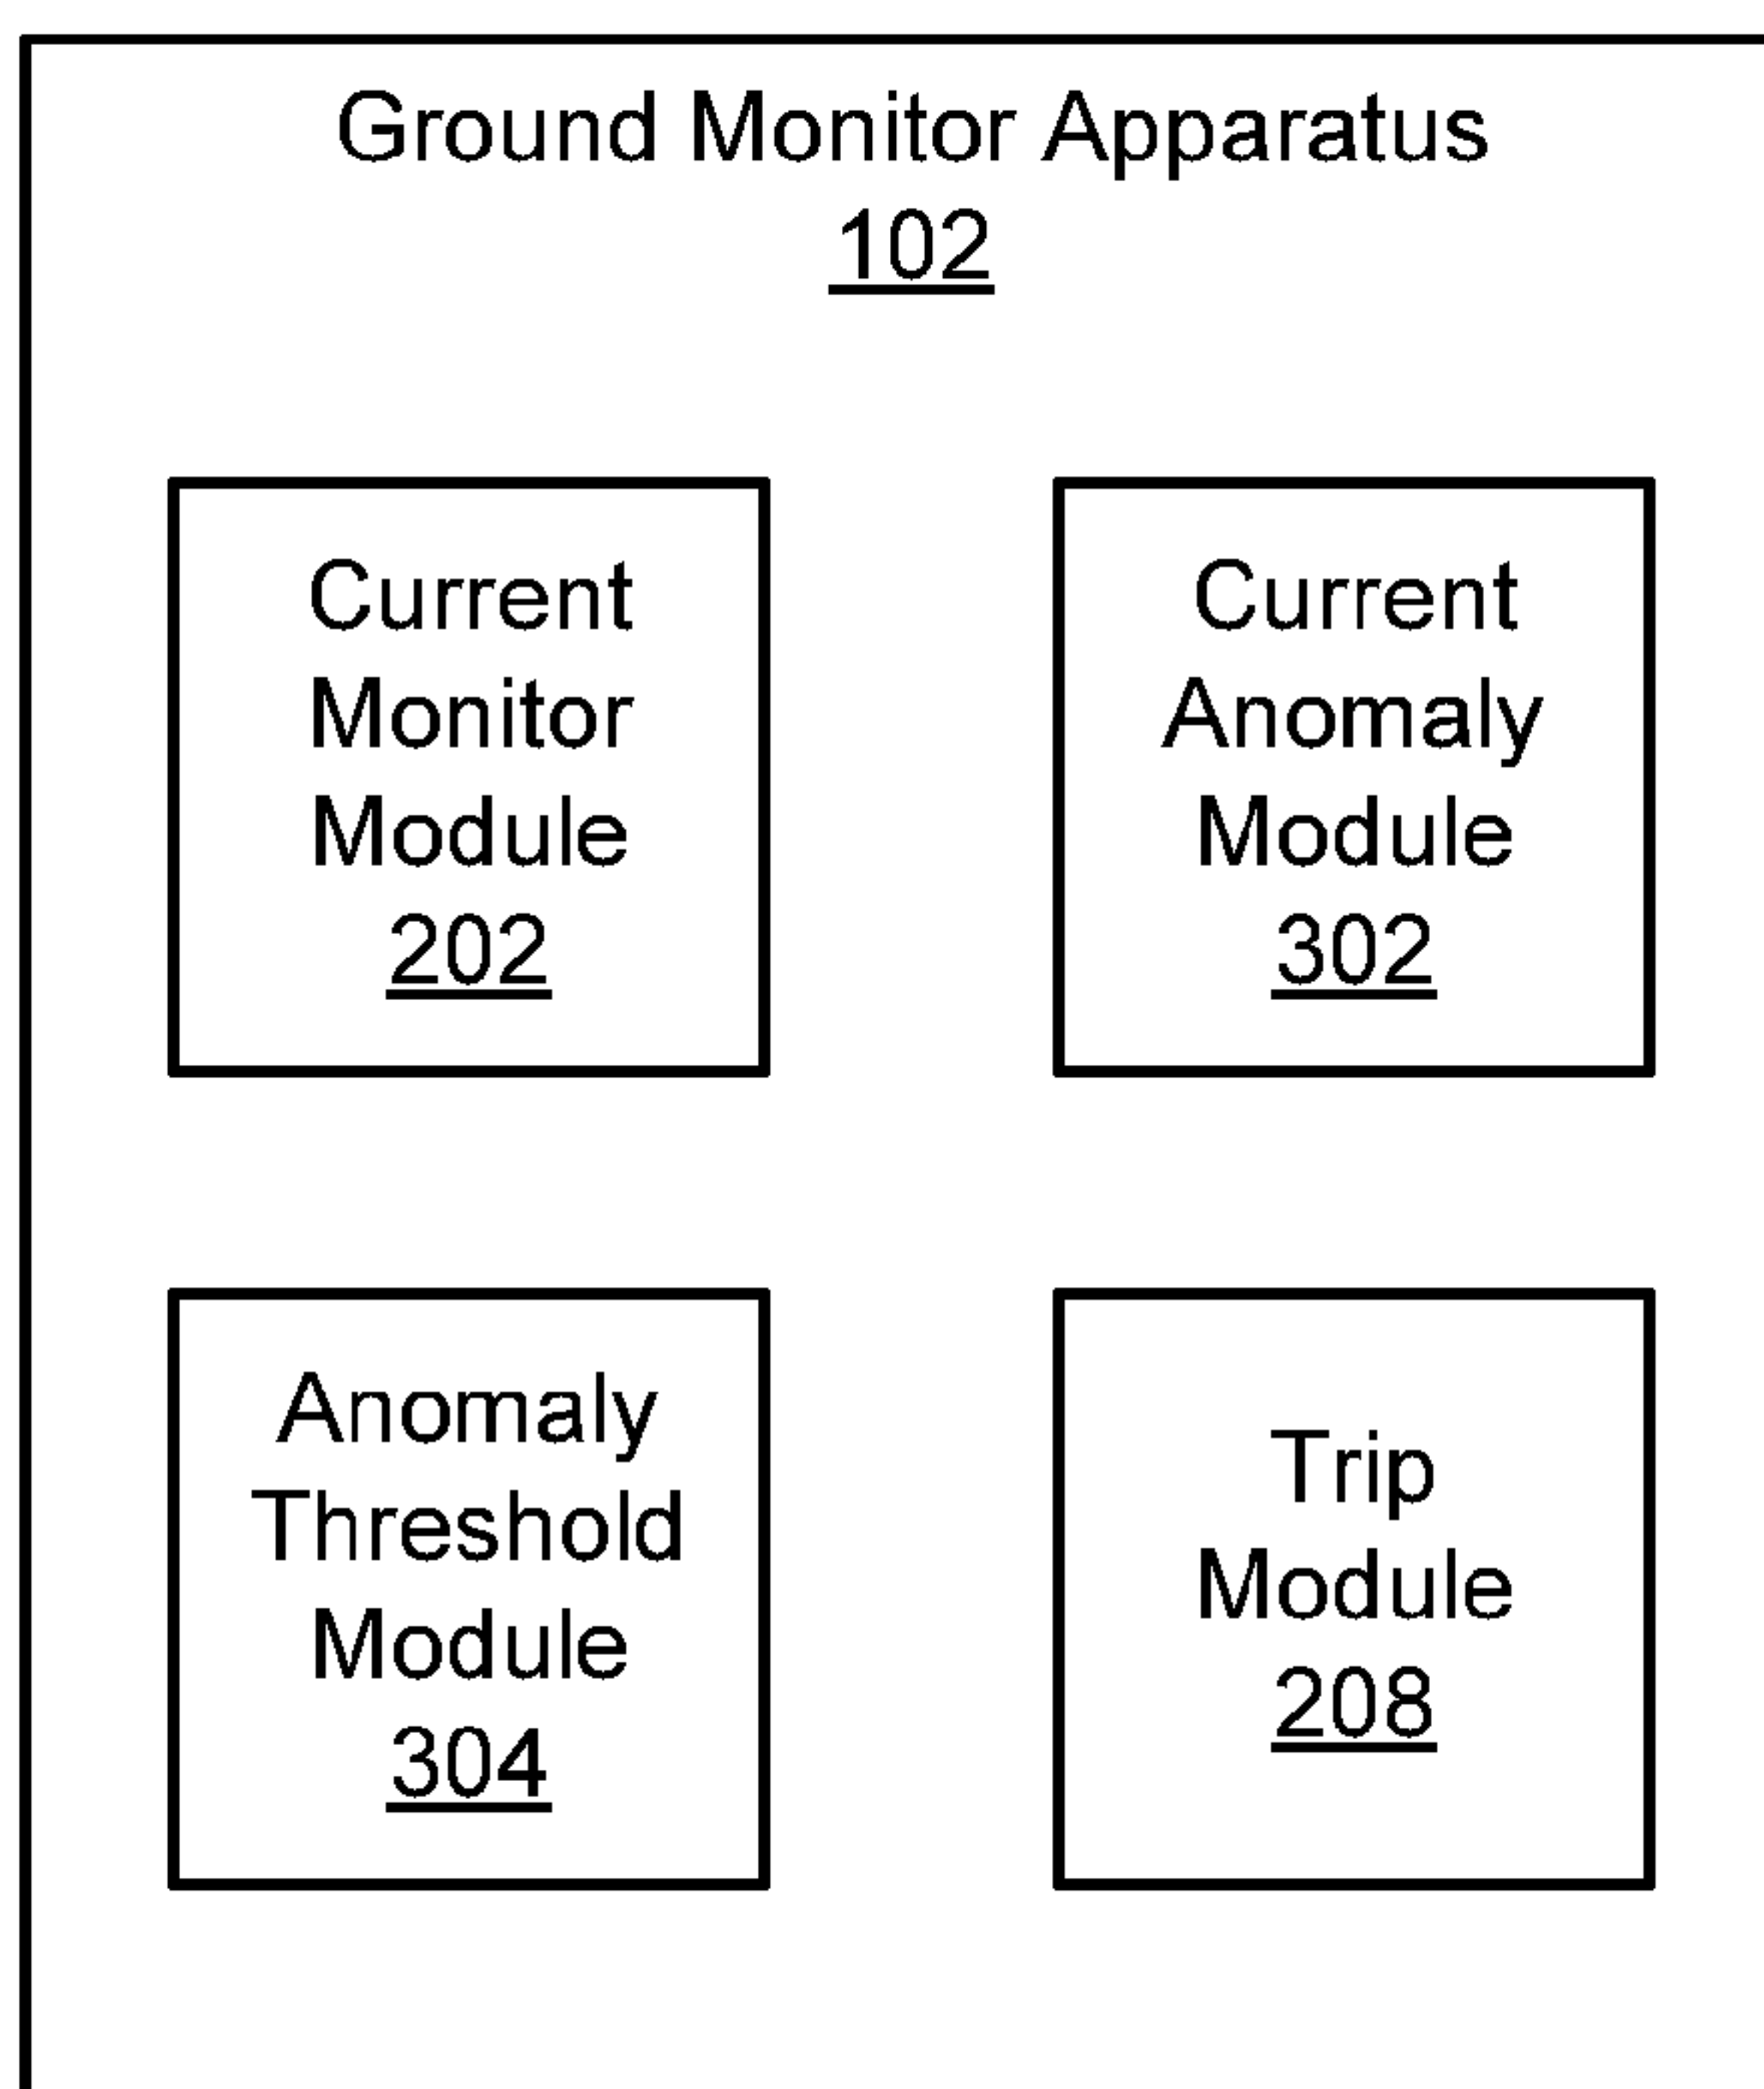 Ground Monitor Apparatus
102
Current
Monitor
Module
202
Current
Anomaly
Module
302
Anomaly
Threshold
Module
304
Trip
Module
208